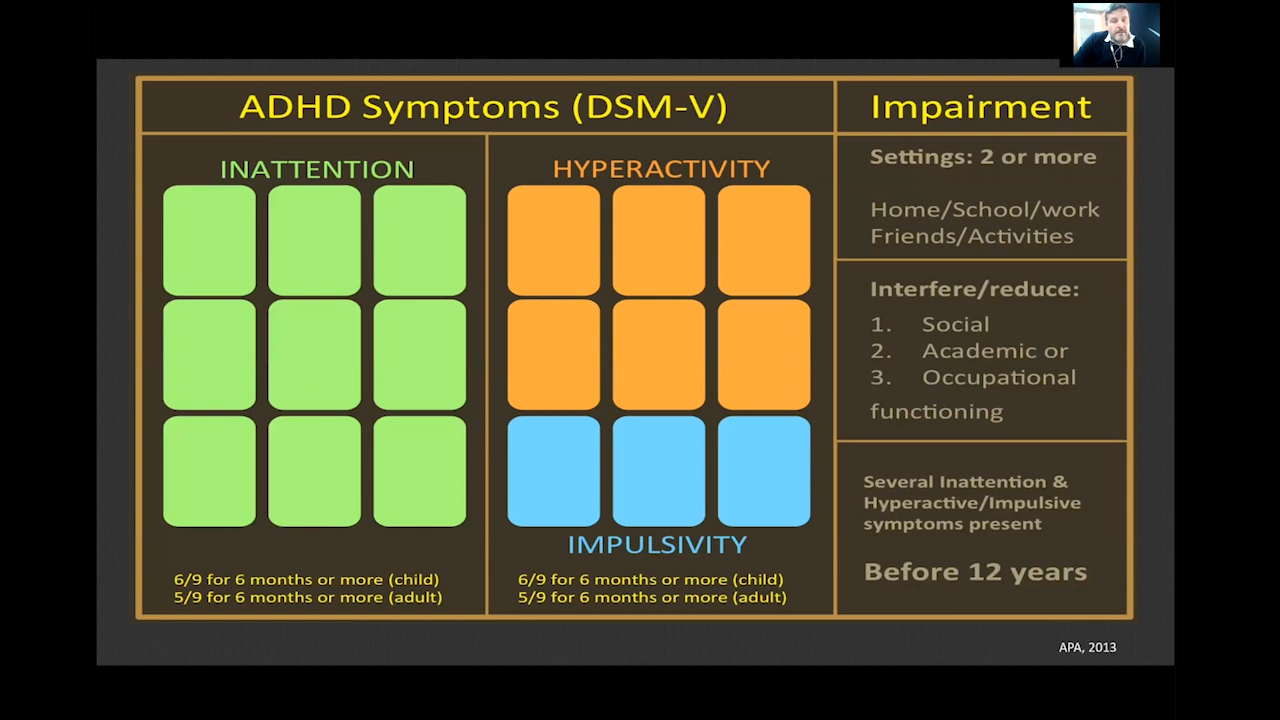 ADHD Symptoms (DSM-V)
INATTENTION
6/9 for 6 months or more (child)
5/9 for 6 months or more (adult)
HYPERACTIVITY
IMPULSIVITY
6/9 for 6 months or more (child)
5/9 for 6 months or more (adult)
Impairment
Settings: 2 or more
Home/School/work
Friends/Activities
Interfere/reduce:
1. Social
2. Academic or
3. Occupational
functioning
Several Inattention &
Hyperactive/Impulsive
symptoms present
Before 12 years
APA, 2013